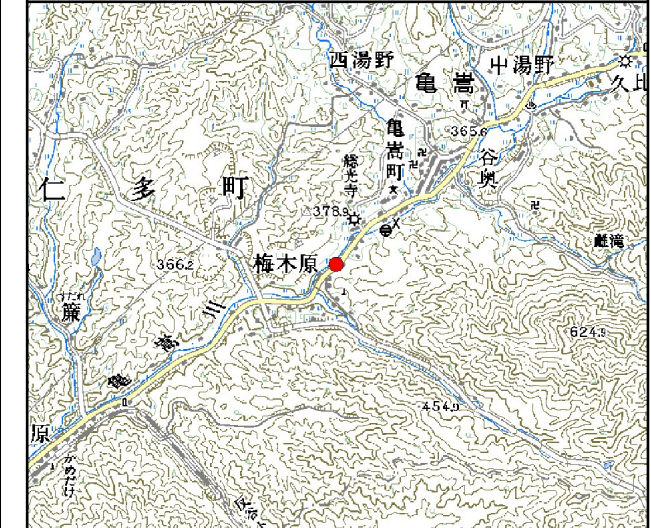 西湯野
中湯野
亀嵩
久比
365.6
亀嵩町
総光寺
谷奥
仁多町
378.9
雌滝
366.2
梅木原
すだれ
簾
亀嵩川
624.9
454.9
原
かめだけ